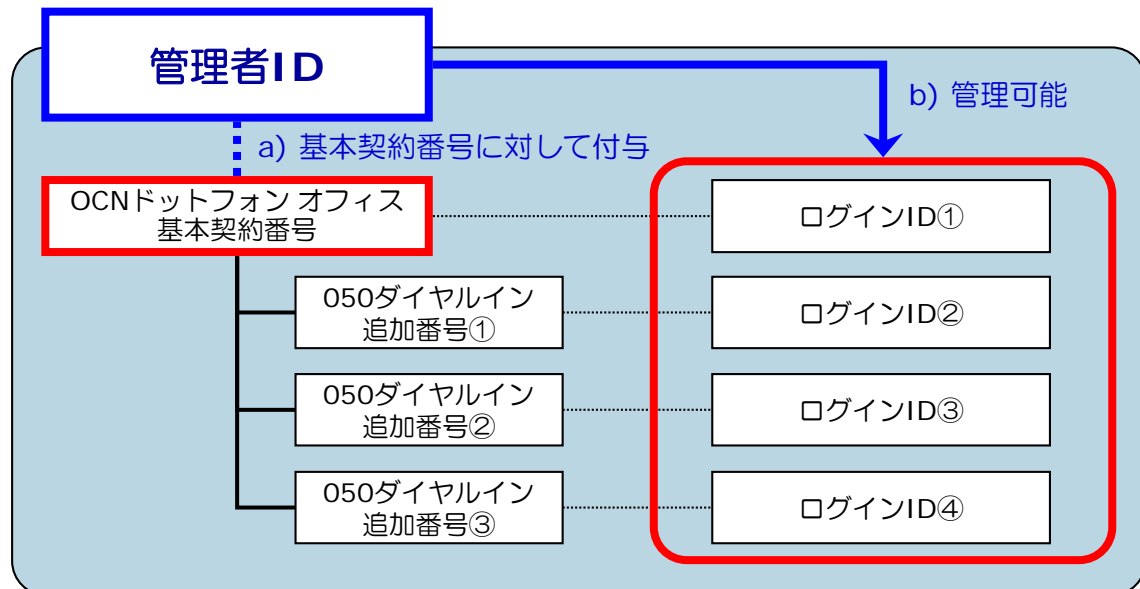 管理者ID
b) 管理可能
a) 基本契約番号に対して付与
OCNドットフォン オフィス
基本契約番号
ログインID①
050ダイヤルイン
追加番号①
ログインID②
050ダイヤルイン
追加番号②
ログインID③
050ダイヤルイン
追加番号③
ログインID④